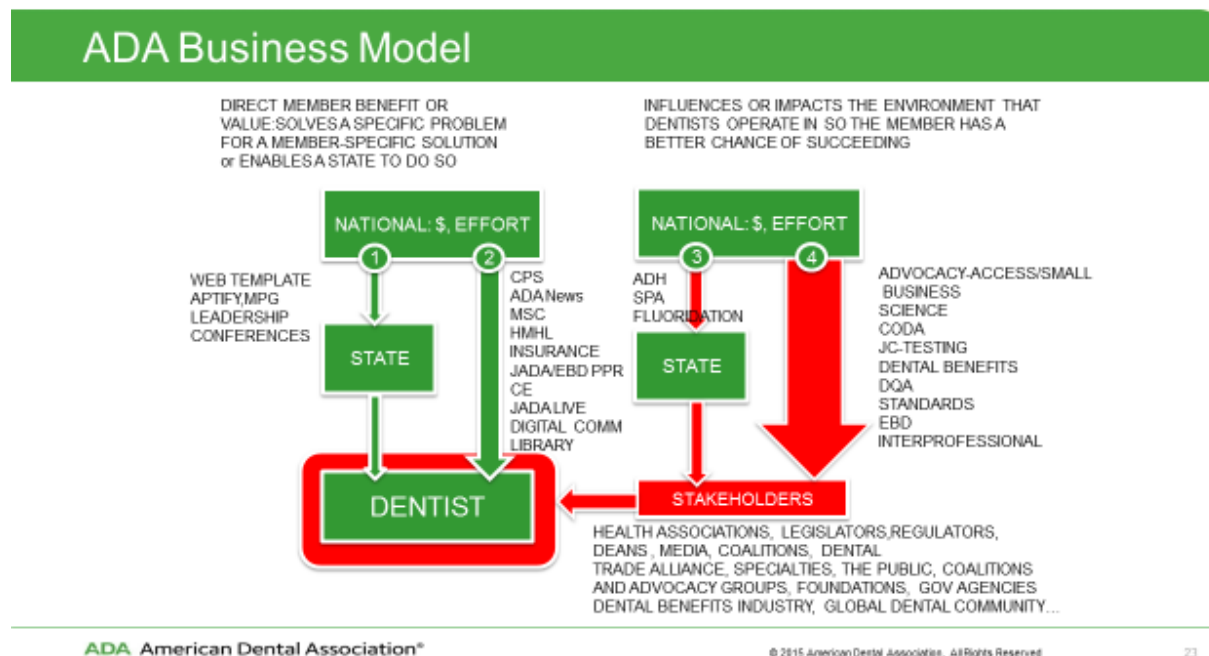 ADA Business Model
DIRECT MEMBER BENEFIT OR
VALUE:SOLVES A SPECIFIC PROBLEM
FOR A MEMBER-SPECIFIC SOLUTION
or ENABLES A STATE TO DO SO
INFLUENCES OR IMPACTS THE ENVIRONMENT THAT
DENTISTS OPERATE IN SO THE MEMBER HAS A
BETTER CHANCE OF SUCCEEDING
NATIONAL: $, EFFORT
1
2
WEB TEMPLATE
APTIFY,MPG
LEADERSHIP
CONFERENCES
STATE
CPS
ADA News
MSC
HMHL
INSURANCE
JADA/EBD PPR
CE
JADA LIVE
DIGITAL COMM
LIBRARY
DENTIST
NATIONAL: $, EFFORT
3
4
ADH
SPA
FLUORIDATION
STATE
ADVOCACY-ACCESS/SMALL
BUSINESS
SCIENCE
CODA
JC-TESTING
DENTAL BENEFITS
DQA
STANDARDS
EBD
INTERPROFESSIONAL
STAKEHOLDERS
HEALTH ASSOCIATIONS, LEGISLATORS,REGULATORS,
DEANS , MEDIA, COALITIONS, DENTAL
TRADE ALLIANCE, SPECIALTIES, THE PUBLIC, COALITIONS
AND ADVOCACY GROUPS, FOUNDATIONS, GOV AGENCIES
DENTAL BENEFITS INDUSTRY, GLOBAL DENTAL COMMUNITY…
ADA American Dental Association®
© 2015 American Dental Association, All Rights Reserved
23